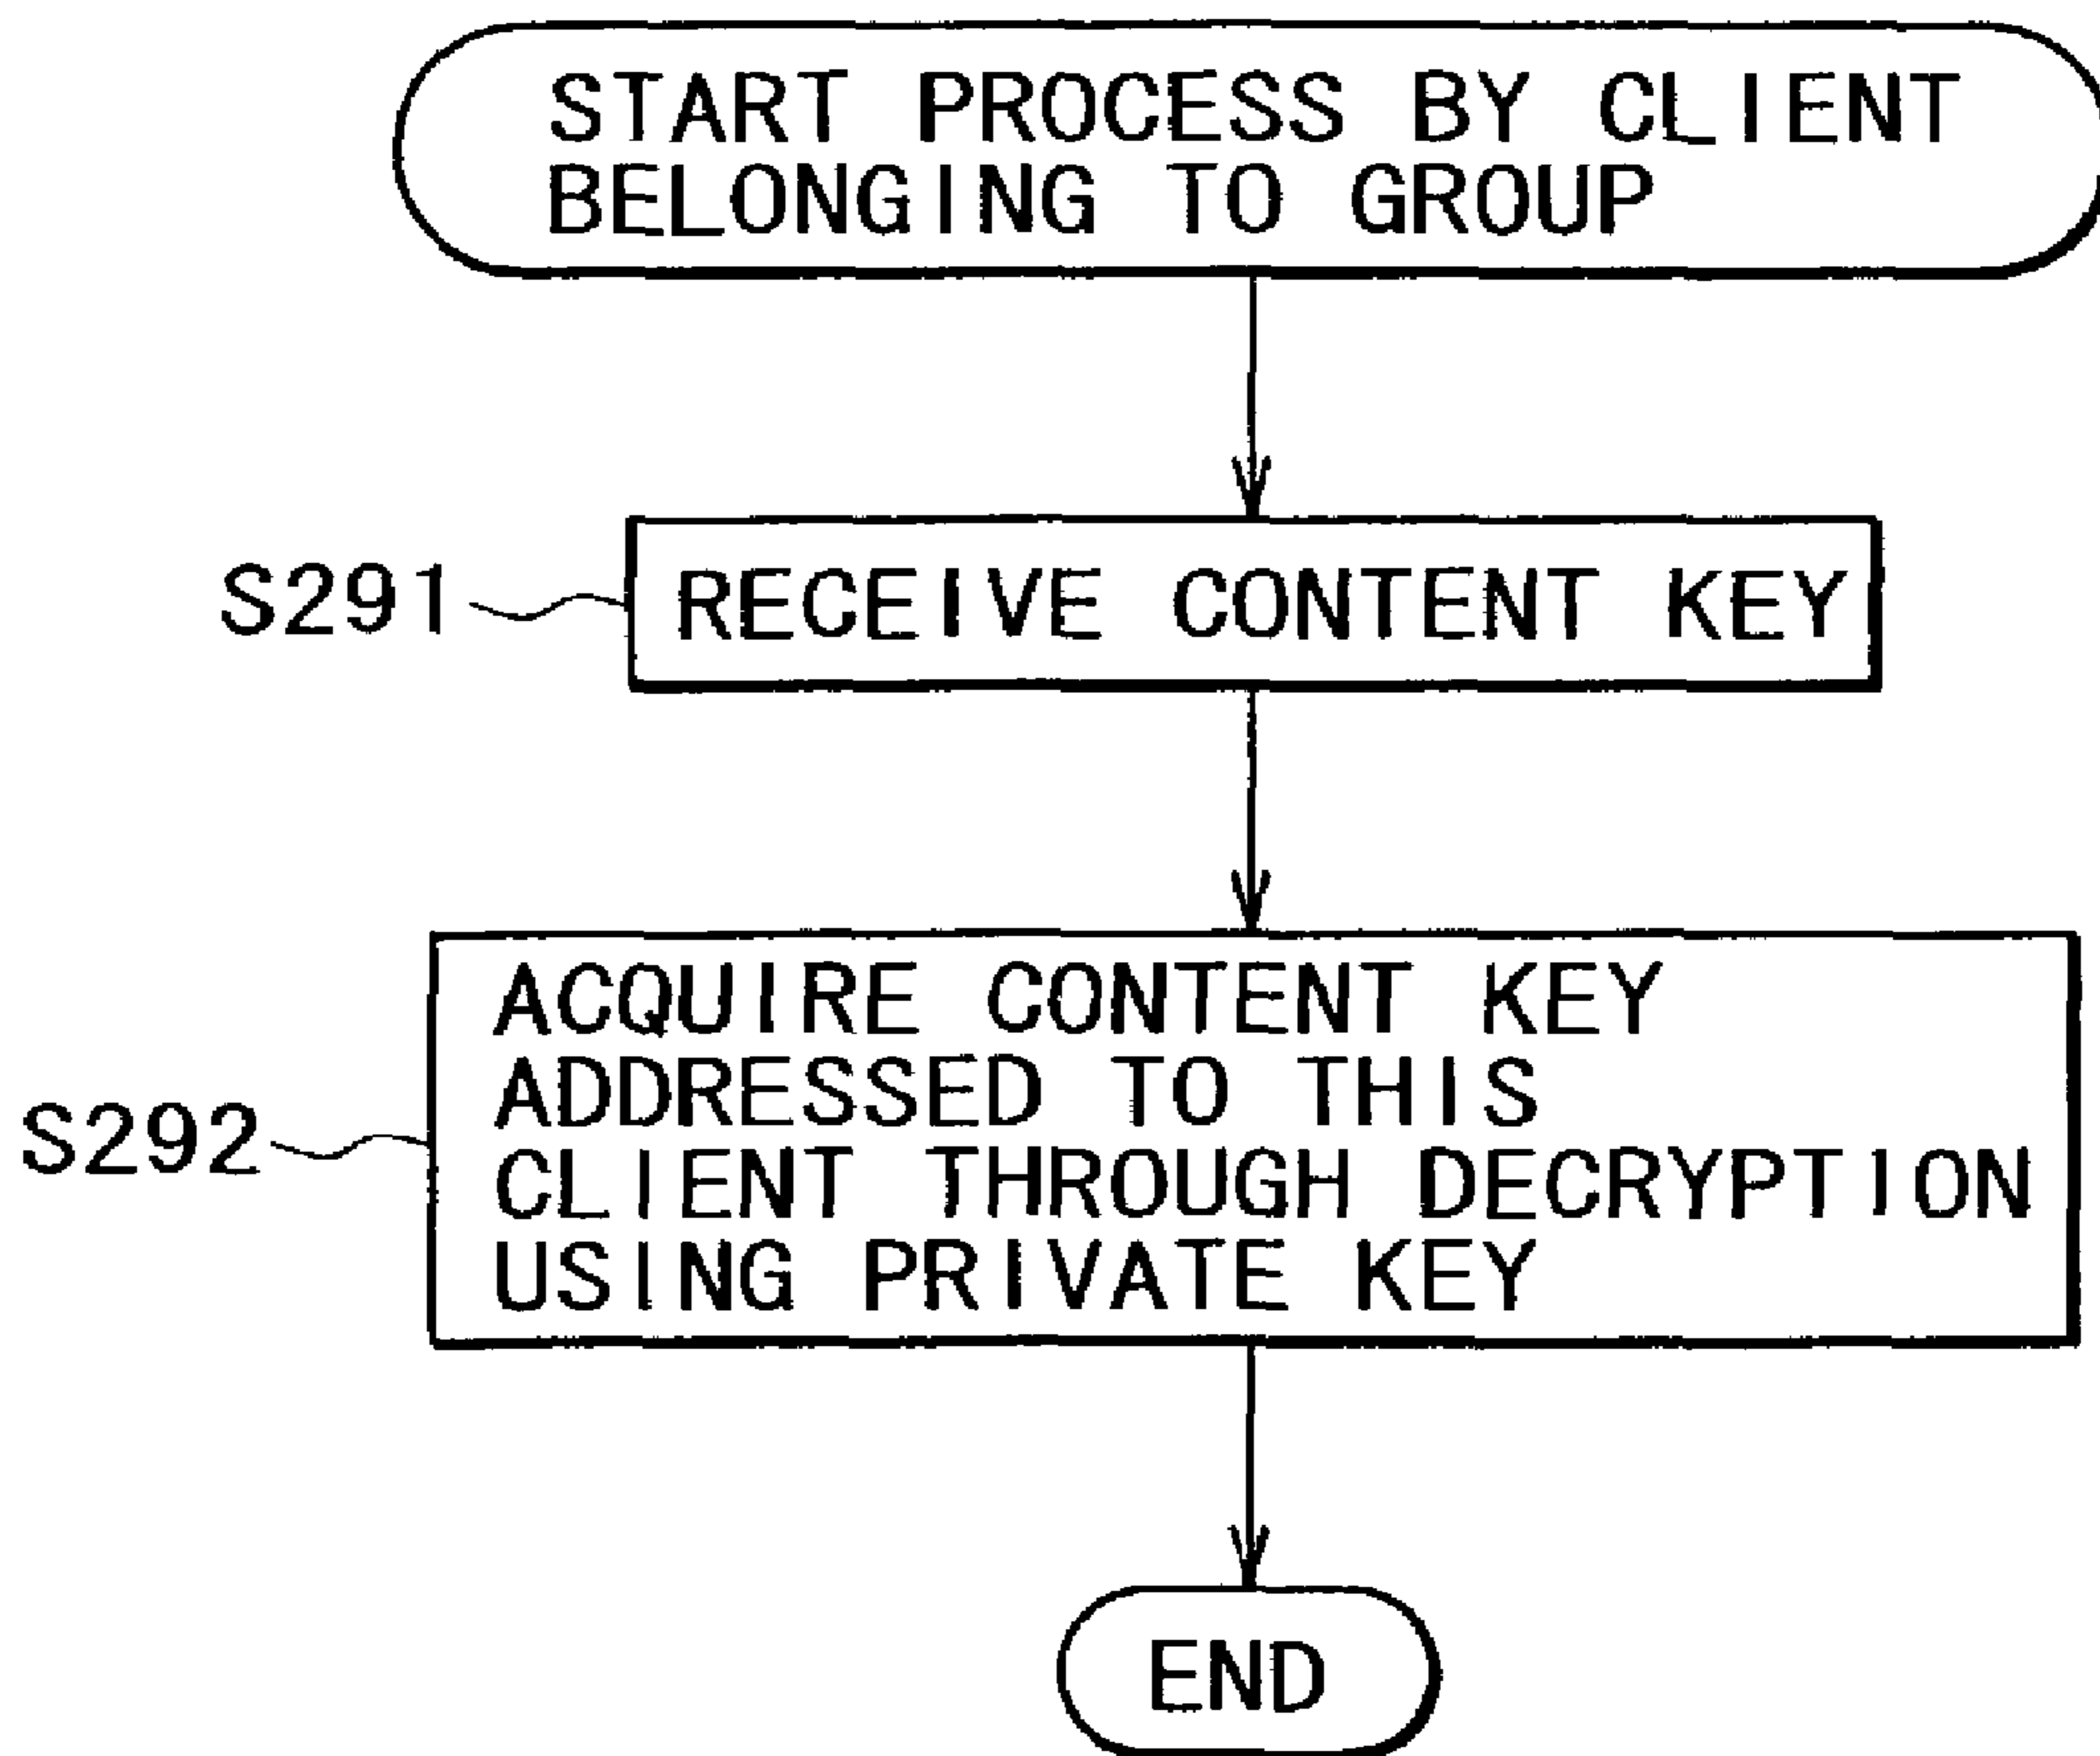 START PROCESS BY CLIENT
BELONGING TO GROUP
S291
RECEIVE CONTENT KEY
S292
ACQUIRE CONTENT KEY
ADDRESSED TO THIS
CLIENT THROUGH DECRYPTION
USING PRIVATE KEY
END